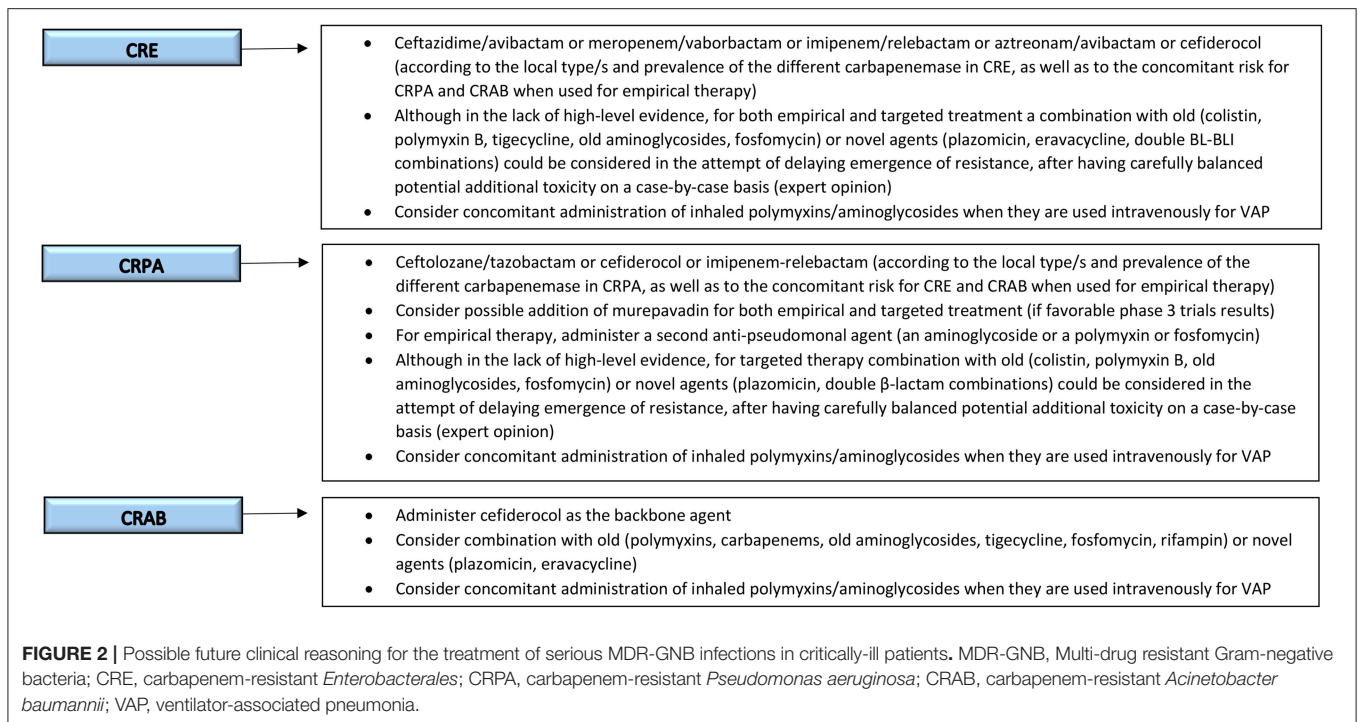 CRE
• Ceftazidime/avibactam or meropenem/vaborbactam or imipenem/relebactam or aztreonam/avibactam or cefiderocol
(according to the local type/s and prevalence of the different carbapenemase in CRE, as well as to the concomitant risk for
CRPA and CRAB when used for empirical therapy)
• Although in the lack of high-level evidence, for both empirical and targeted treatment a combination with old (colistin,
polymyxin B, tigecycline, old aminoglycosides, fosfomycin) or novel agents (plazomicin, eravacycline, double BL-BLI
combinations) could be considered in the attempt of delaying emergence of resistance, after having carefully balanced
potential additional toxicity on a case-by-case basis (expert opinion)
• Consider concomitant administration of inhaled polymyxins/aminoglycosides when they are used intravenously for VAP
CRPA
• Ceftolozane/tazobactam or cefiderocol or imipenem-relebactam (according to the local type/s and prevalence of the
different carbapenemase in CRPA, as well as to the concomitant risk for CRE and CRAB when used for empirical therapy)
• Consider possible addition of murepavadin for both empirical and targeted treatment (if favorable phase 3 trials results)
• For empirical therapy, administer a second anti-pseudomonal agent (an aminoglycoside or a polymyxin or fosfomycin)
• Although in the lack of high-level evidence, for targeted therapy combination with old (colistin, polymyxin B, old
aminoglycosides, fosfomycin) or novel agents (plazomicin, double β-lactam combinations) could be considered in the
attempt of delaying emergence of resistance, after having carefully balanced potential additional toxicity on a case-by-case
basis (expert opinion)
• Consider concomitant administration of inhaled polymyxins/aminoglycosides when they are used intravenously for VAP
CRAB
• Administer cefiderocol as the backbone agent
• Consider combination with old (polymyxins, carbapenems, old aminoglycosides, tigecycline, fosfomycin, rifampin) or novel
agents (plazomicin, eravacycline)
• Consider concomitant administration of inhaled polymyxins/aminoglycosides when they are used intravenously for VAP
FIGURE 2 | Possible future clinical reasoning for the treatment of serious MDR-GNB infections in critically-ill patients. MDR-GNB, Multi-drug resistant Gram-negative
bacteria; CRE, carbapenem-resistant Enterobacterales; CRPA, carbapenem-resistant Pseudomonas aeruginosa; CRAB, carbapenem-resistant Acinetobacter
baumannii; VAP, ventilator-associated pneumonia.